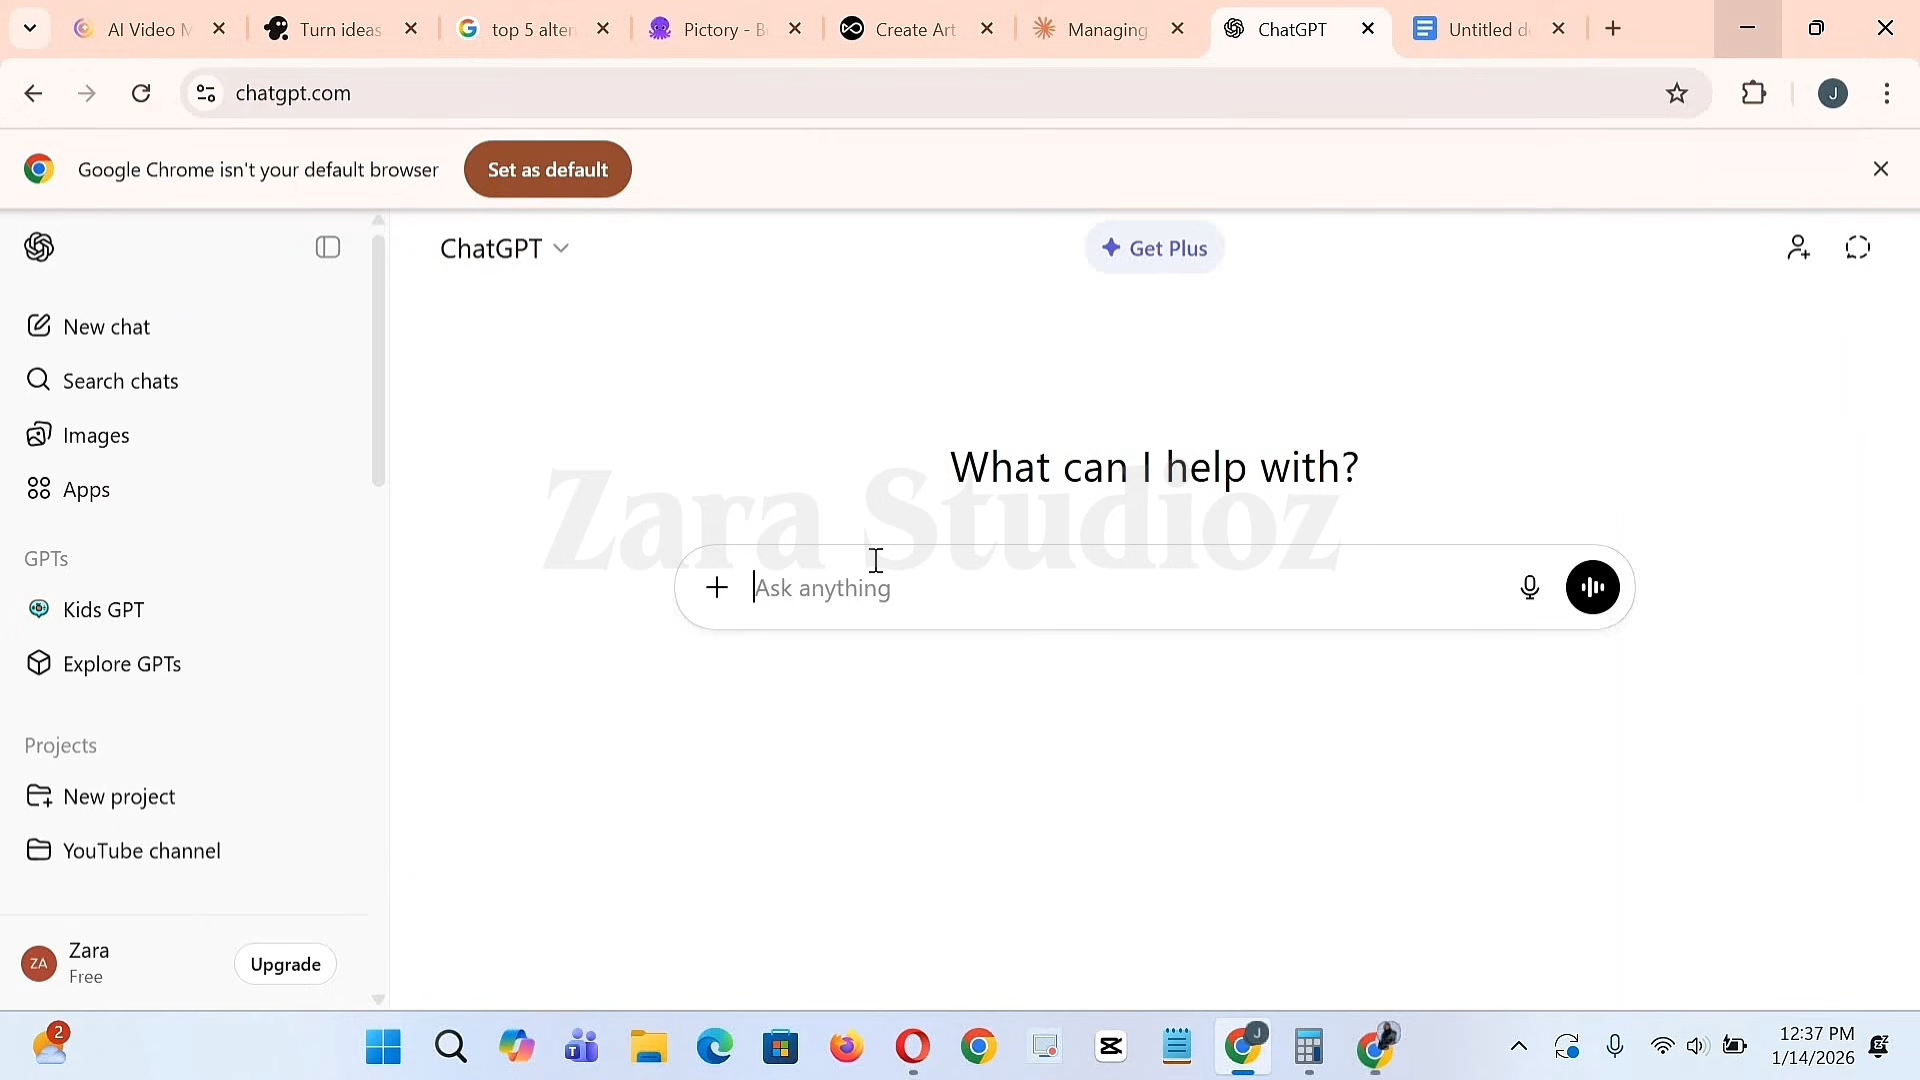 AI Video M
Turn ideas
top 5 alter
Pictory - B
Create Art
Managing
ChatGPT
Untitled d
chatgpt.com
J
Google Chrome isn't your default browser
Set as default
ChatGPT
Get Plus
New chat
Search chats
Images
Apps
GPTs
Kids GPT
Explore GPTs
Projects
New project
YouTube channel
ZA
Zara
Free
Upgrade
What can I help with?
Zara Studioz
Ask anything
2
J
12:37 PM
1/14/2026